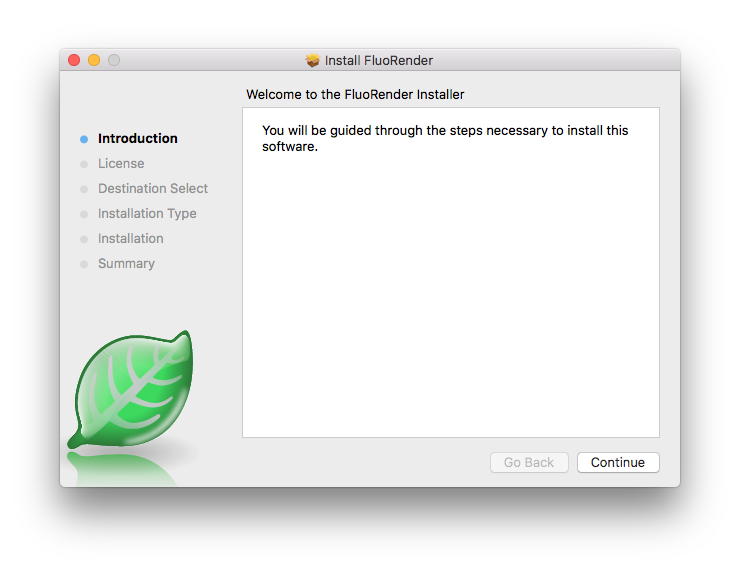 Install FluoRender
Welcome to the FluoRender Installer
Introduction
License
Destination Select
Installation Type
Installation
Summary
You will be guided through the steps necessary to install this
software.
Go Back
Continue